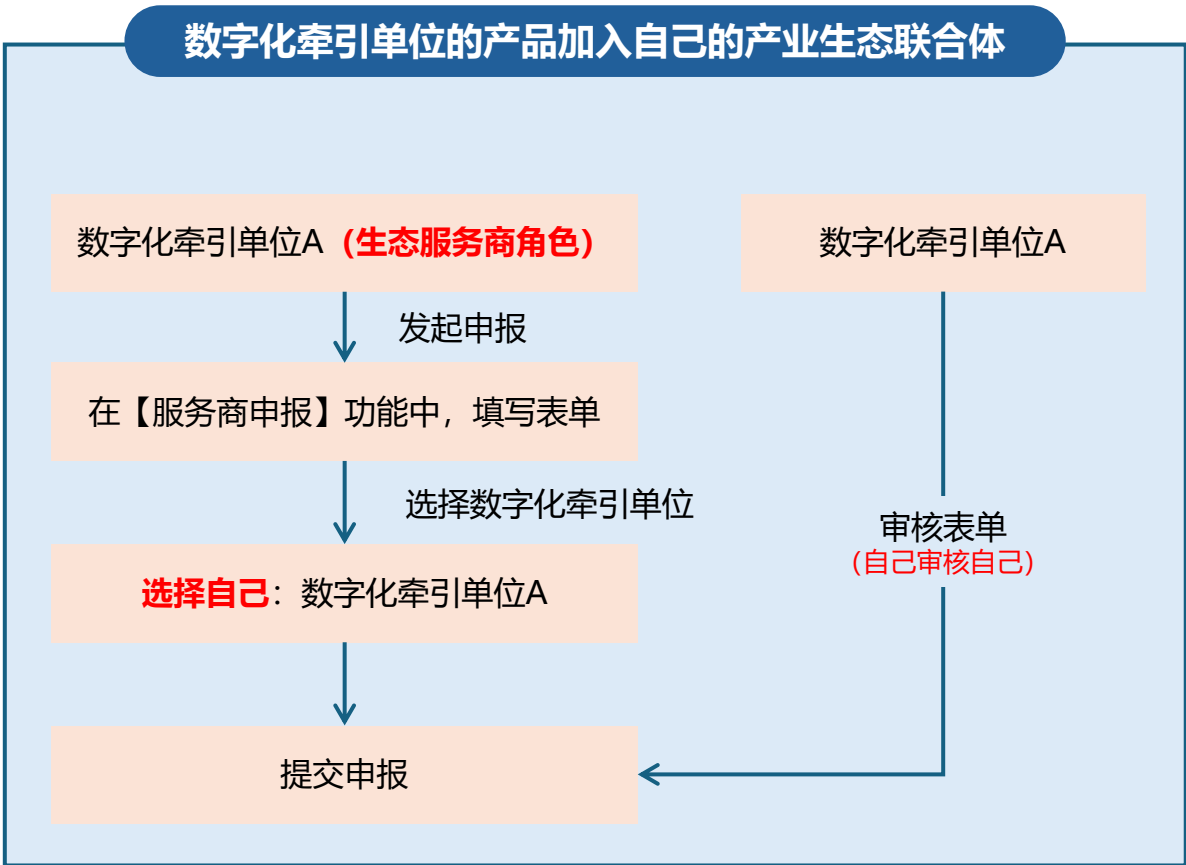 数字化牵引单位的产品加入自己的产业生态联合体
数字化牵引单位A（生态服务商角色）
数字化牵引单位A
发起申报
在【服务商申报】功能中，填写表单
选择数字化牵引单位
审核表单
（自己审核自己）
选择自己：数字化牵引单位A
提交申报